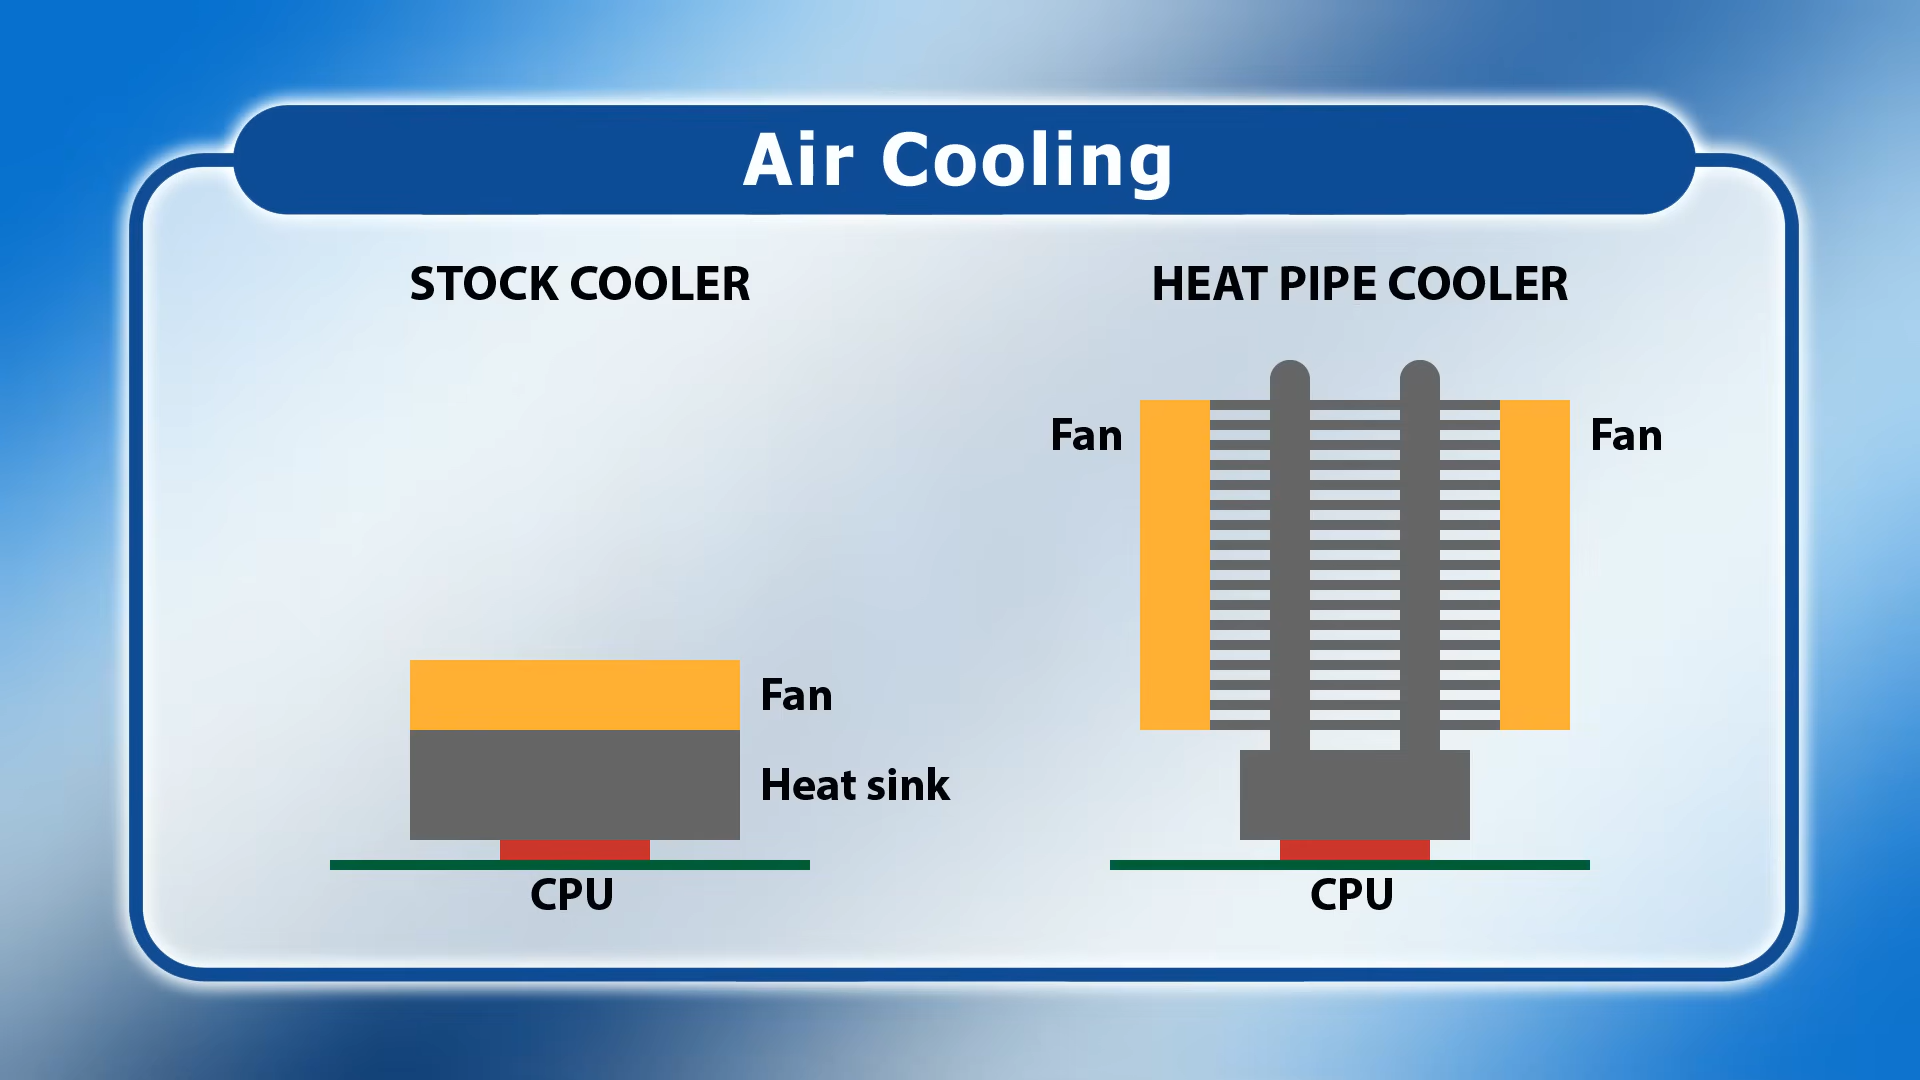 Air Cooling
STOCK COOLER
Fan
Heat sink
CPU
HEAT PIPE COOLER
Fan
Fan
CPU